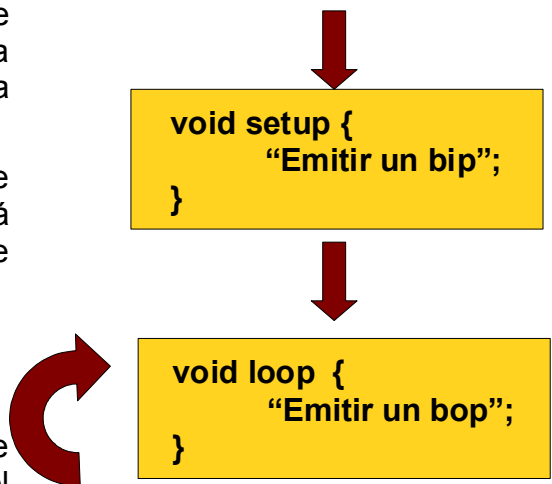 e
a
a
e
á
e
void setup {
“Emitir un bip”;
}
void loop {
“Emitir un bop”;
}
e